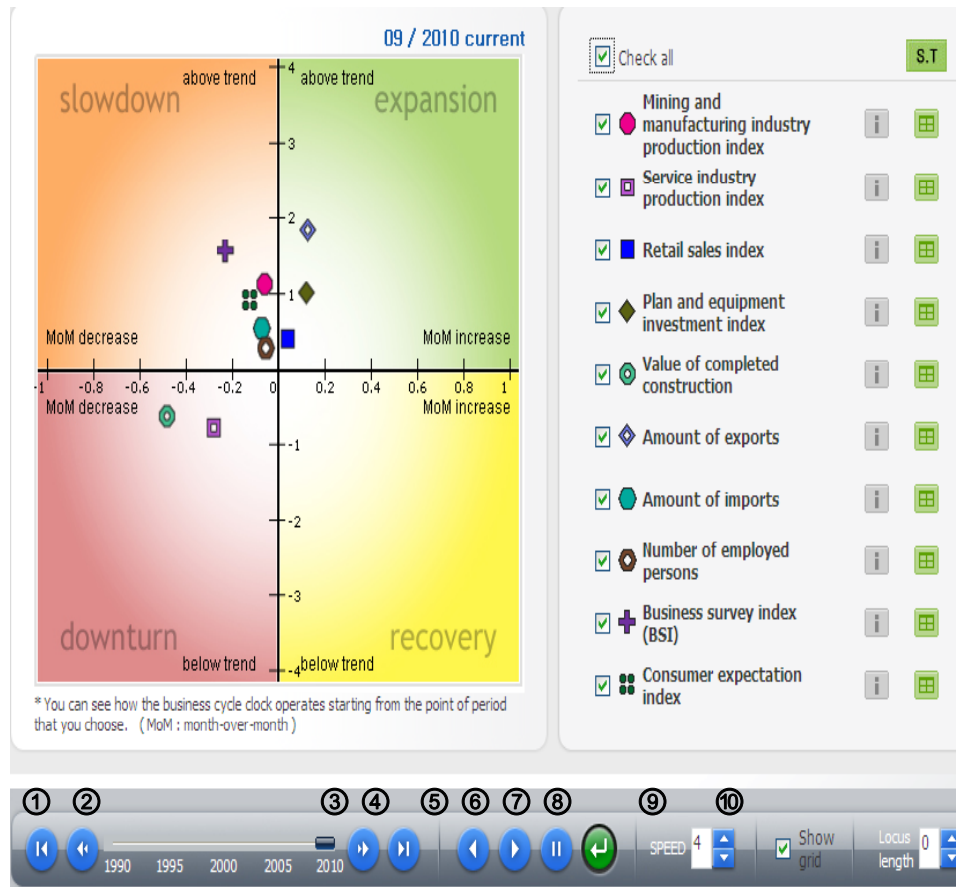 09 / 2010 current
slowdown
above trend
4
above trend
expansion
3
2
1
MoM decrease
MoM increase
-1 -0.8 -0.6 -0.4 -0.2 0 0.2 0.4 0.6 0.8 1
MoM decrease
MoM increase
-1
-2
-3
downturn
recovery
below trend
-4
below trend
* You can see how the business cycle clock operates starting from the point of period
that you choose. ( MoM : month-over-month )
Check all
S.T
Mining and
manufacturing industry
production index
i
Service industry
production index
i
Retail sales index
i
Plan and equipment
investment index
i
Value of completed
construction
i
Amount of exports
i
Amount of imports
i
Number of employed
persons
i
Business survey index
(BSI)
i
Consumer expectation
index
i
① ② ③ ④ ⑤ ⑥ ⑦ ⑧ ⑨ ⑩
1990 1995 2000 2005 2010
SPEED 4
Show
grid
Locus
length
0